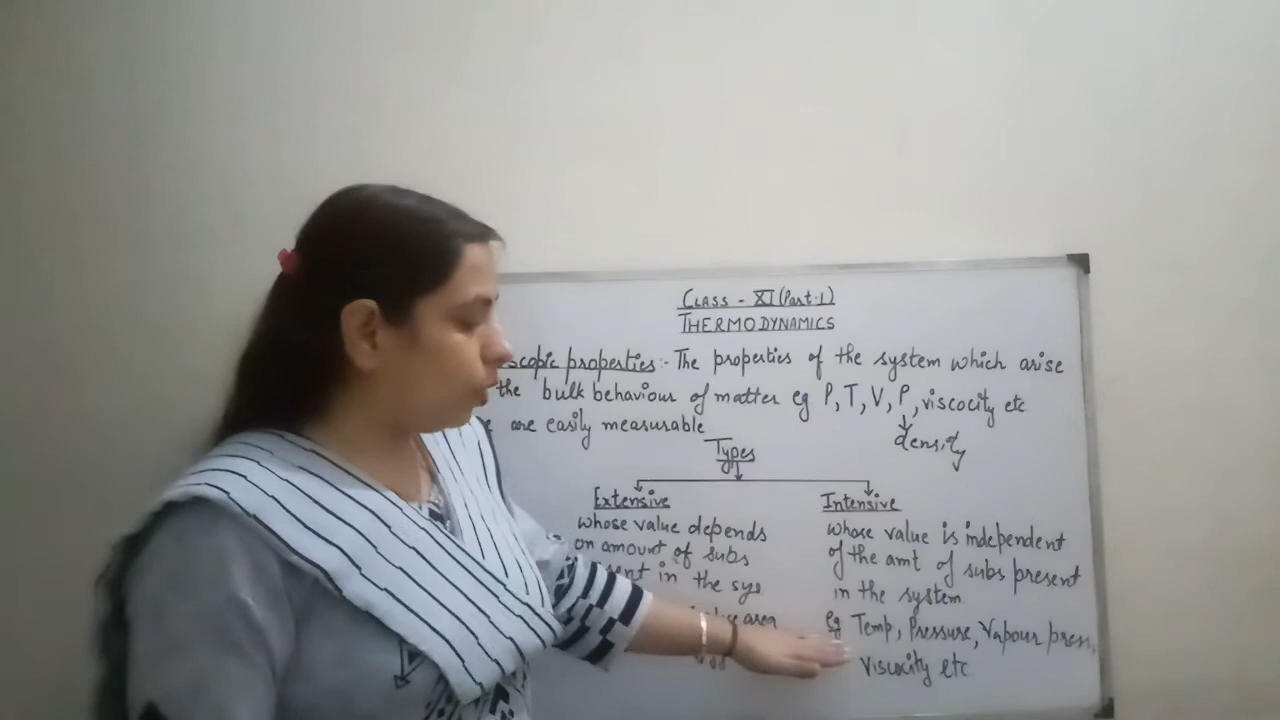 CLASS - XI (Part-1)
THERMODYNAMICS
scopic properties:- The properties of the system which arise
the bulk behaviour of matter eg P, T, V, P, viscocity etc
are easily measurable
density
Types
Extensive
whose value depends
on amount of subs
in the sys
area
Intensive
whose value is independent
of the amt of subs present
in the system
eg Temp, Pressure, Vapour press,
Viscocity etc